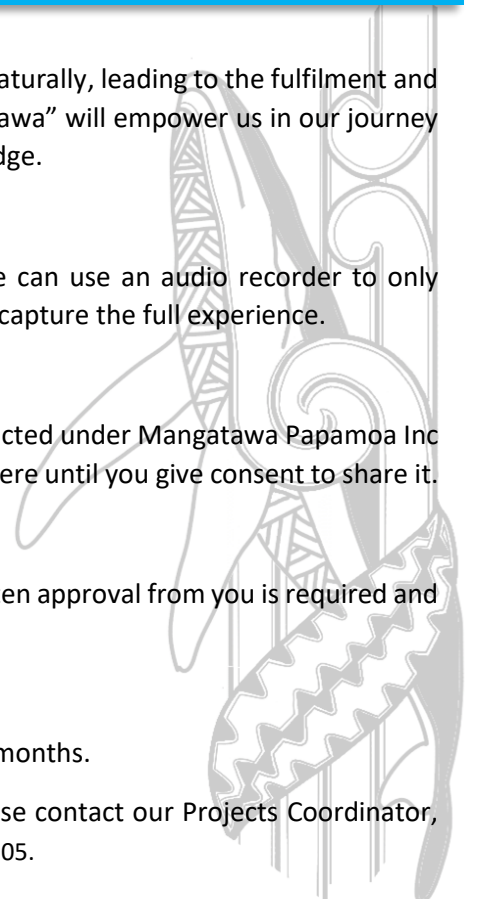 aturally, leading to the fulfilment and
awa” will empower us in our journey
dge.
e can use an audio recorder to only
capture the full experience.
cted under Mangatawa Papamoa Inc
ere until you give consent to share it.
en approval from you is required and
months.
se contact our Projects Coordinator,
05.